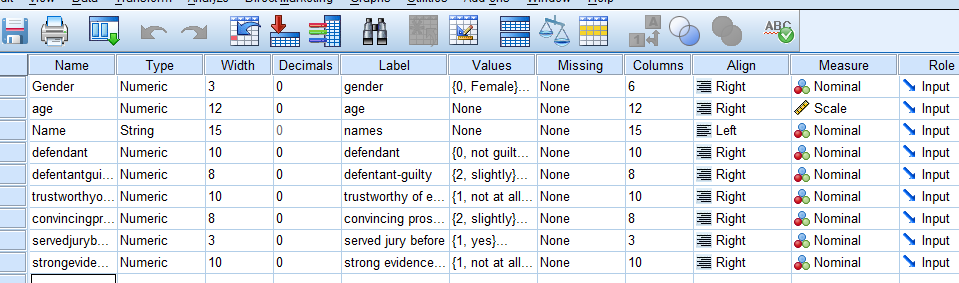 View Data Transform Analyze Direct Marketing Graphs Utilities Add-ons Window Help
A
1 4 A
ABC
Name Type Width Decimals Label Values Missing Columns Align Measure Role
Gender Numeric 3 0 gender {0, Female}... None 6 Right Nominal Input
age Numeric 12 0 age None None 12 Right Scale Input
Name String 15 0 names None None 15 Left Nominal Input
defendant Numeric 10 0 defendant {0, not guilt... None 10 Right Nominal Input
defentantgui... Numeric 8 0 defentant-guilty {2, slightly}... None 8 Right Nominal Input
trustworthyo... Numeric 10 0 trustworthy of e... {1, not at all... None 10 Right Nominal Input
convincingpr... Numeric 8 0 convincing pros... {2, slightly}... None 8 Right Nominal Input
servedjuryb... Numeric 3 0 served jury before {1, yes}... None 3 Right Nominal Input
strongevide... Numeric 10 0 strong evidence... {1, not at all... None 10 Right Nominal Input